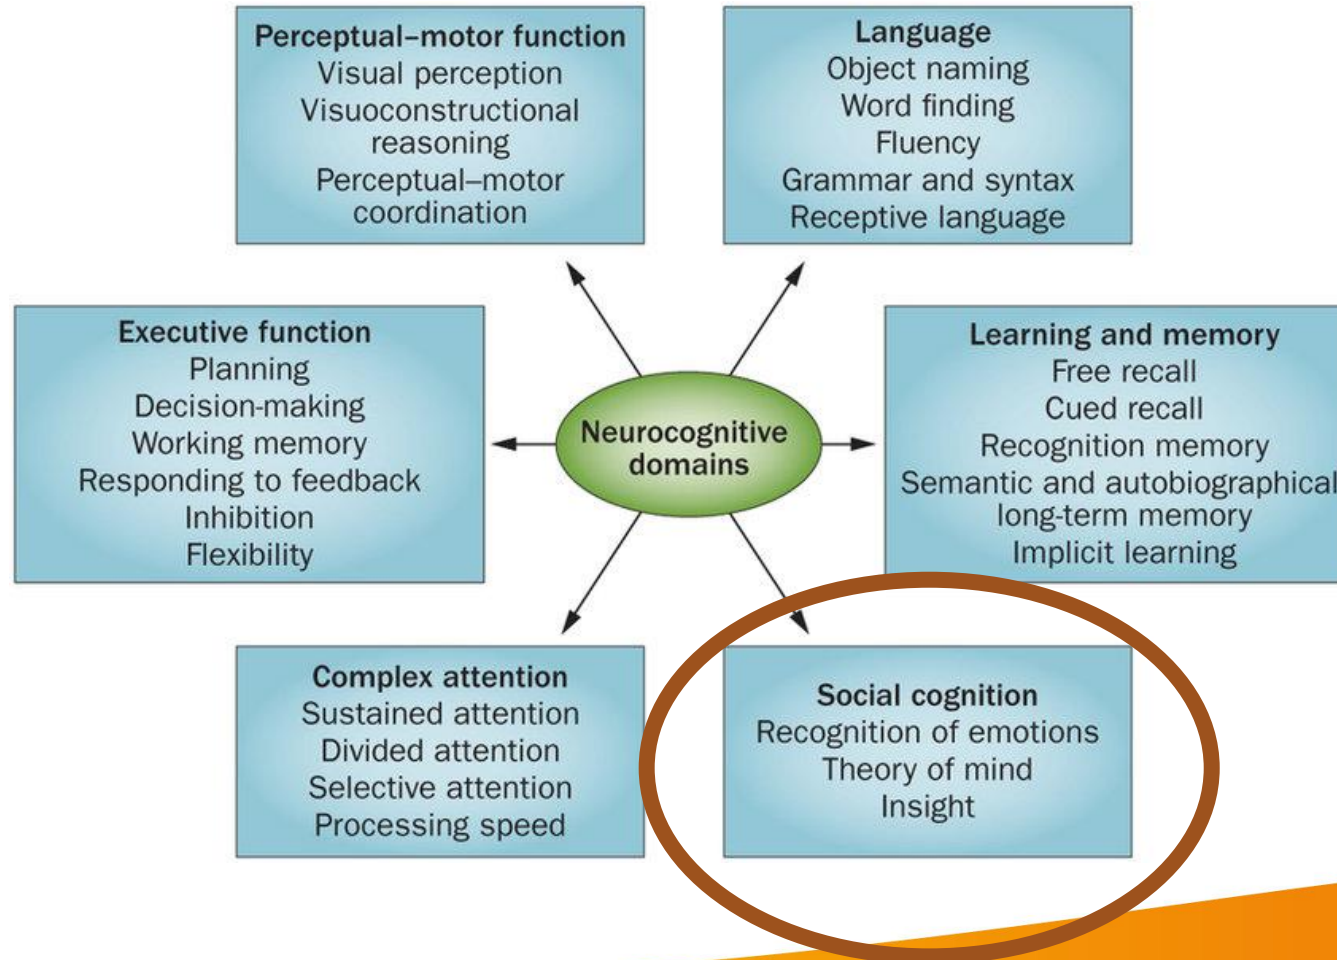 Perceptual–motor function
Visual perception
Visuoconstructional
reasoning
Perceptual–motor
coordination
Language
Object naming
Word finding
Fluency
Grammar and syntax
Receptive language
Executive function
Planning
Decision-making
Working memory
Responding to feedback
Inhibition
Flexibility
Neurocognitive
domains
Learning and memory
Free recall
Cued recall
Recognition memory
Semantic and autobiographical
long-term memory
Implicit learning
Complex attention
Sustained attention
Divided attention
Selective attention
Processing speed
Social cognition
Recognition of emotions
Theory of mind
Insight